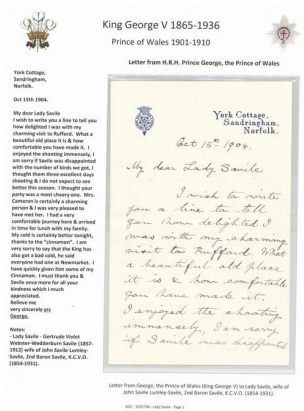 King George V 1865-1936
Prince of Wales 1901-1910
Letter from H.R.H. Prince George, the Prince of Wales
York Cottage,
Sandringham,
Norfolk.
Oct 15th 1904.
My dear Lady Savile
I wish to write you a line to tell you
how delighted I was with my
charming visit to Rufford. What a
beautiful old place it is & how
comfortable you have made it. I
enjoyed the shooting immensely, I
am sorry if Savile was disappointed
with the number of birds we got, I
thought them three excellent days
shooting & I do not expect to see
better this season. I thought your
party was a most cheery one. Mrs.
Cameron is certainly a charming
person & I was very pleased to
have met her. I had a very
comfortable journey here & arrived
in time for lunch with my family.
My cold is certainly better tonight,
thanks to the "cinnamon". I am
very sorry to say that the King has
also got a bad cold, he said
everyone had one at Newmarket. I
have quickly given him some of my
Cinnamon. I must thank you &
Savile once more for all your
kindness which I much
appreciated.
Believe me
very sincerely yrs
George.
Notes:
- Lady Savile - Gertrude Violet
Webster-Wedderburn Savile (1857-
1912) wife of John Savile Lumley-
Savile, 2nd Baron Savile, K.C.V.O.
(1854-1931).
York Cottage,
Sandringham,
Norfolk.
Oct 15th 1904.
My dear Lady Savile
I wish to write
you a line to tell
you how delighted I
was with my charming
visit to Rufford. What
a beautiful old place
it is & how comfortable
you have made it.
I enjoyed the shooting
immensely, I am sorry
if Savile was disappointed
Letter from George, the Prince of Wales (King George V) to Lady Savile, wife of
John Savile Lumley-Savile, 2nd Baron Savile, K.C.V.O. (1854-1931).